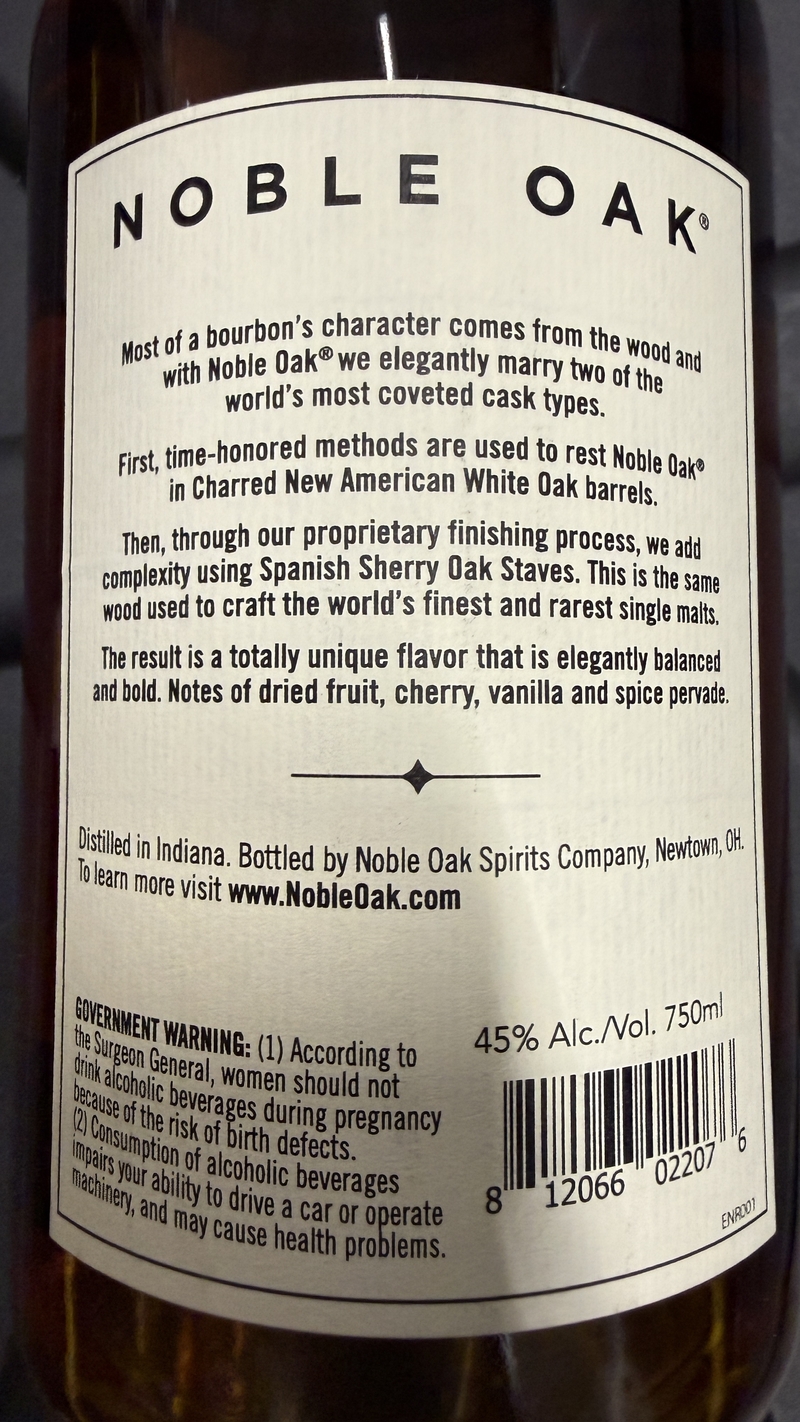 NOBLE OAK®
Most of a bourbon's character comes from the wood and
with Noble Oak® we elegantly marry two of the
world's most coveted cask types.
First, time-honored methods are used to rest Noble Oak®
in Charred New American White Oak barrels.
Then, through our proprietary finishing process, we add
complexity using Spanish Sherry Oak Staves. This is the same
wood used to craft the world's finest and rarest single malts.
The result is a totally unique flavor that is elegantly balanced
and bold. Notes of dried fruit, cherry, vanilla and spice pervade.
Distilled in Indiana. Bottled by Noble Oak Spirits Company, Newtown, OH.
To learn more visit www.NobleOak.com
GOVERNMENT WARNING: (1) According to
the Surgeon General, women should not
drink alcoholic beverages during pregnancy
because of the risk of birth defects.
(2) Consumption of alcoholic beverages
impairs your ability to drive a car or operate
machinery, and may cause health problems.
45% Alc./Vol. 750ml
8 12066 02207 6
ENR001